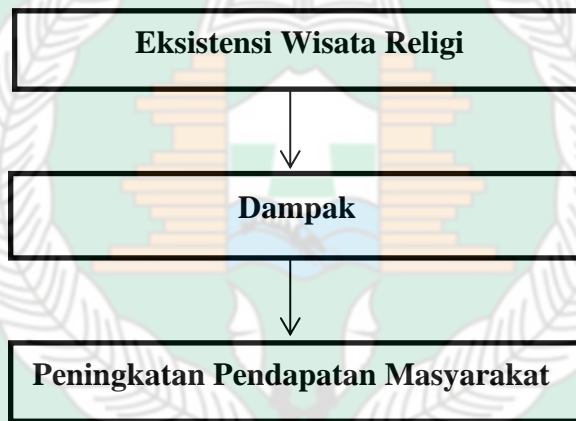 Eksistensi Wisata Religi
Dampak
Peningkatan Pendapatan Masyarakat